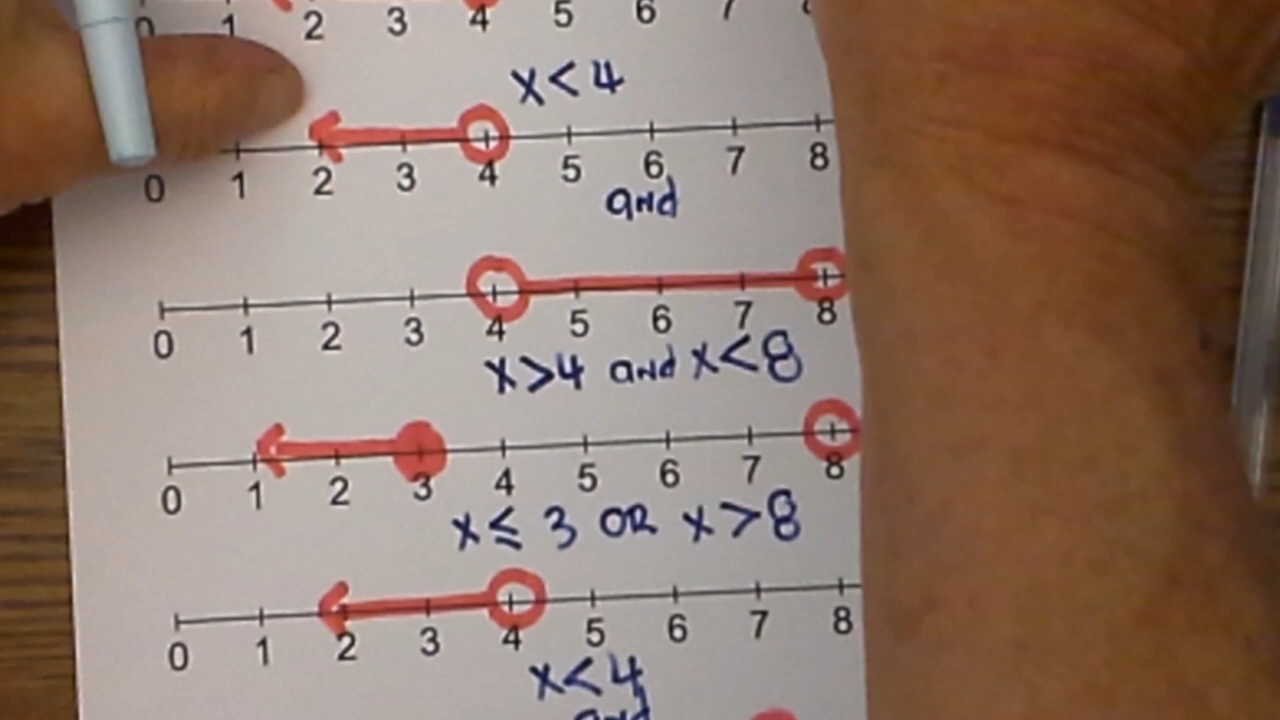 0 1 2 3 4 5 6
x<4
0 1 2 3 4 5 6 7 8
and
0 1 2 3 4 5 6 7 8
x>4 and x<8
0 1 2 3 4 5 6 7 8
x≤3 OR x>8
0 1 2 3 4 5 6 7 8
x<4
and